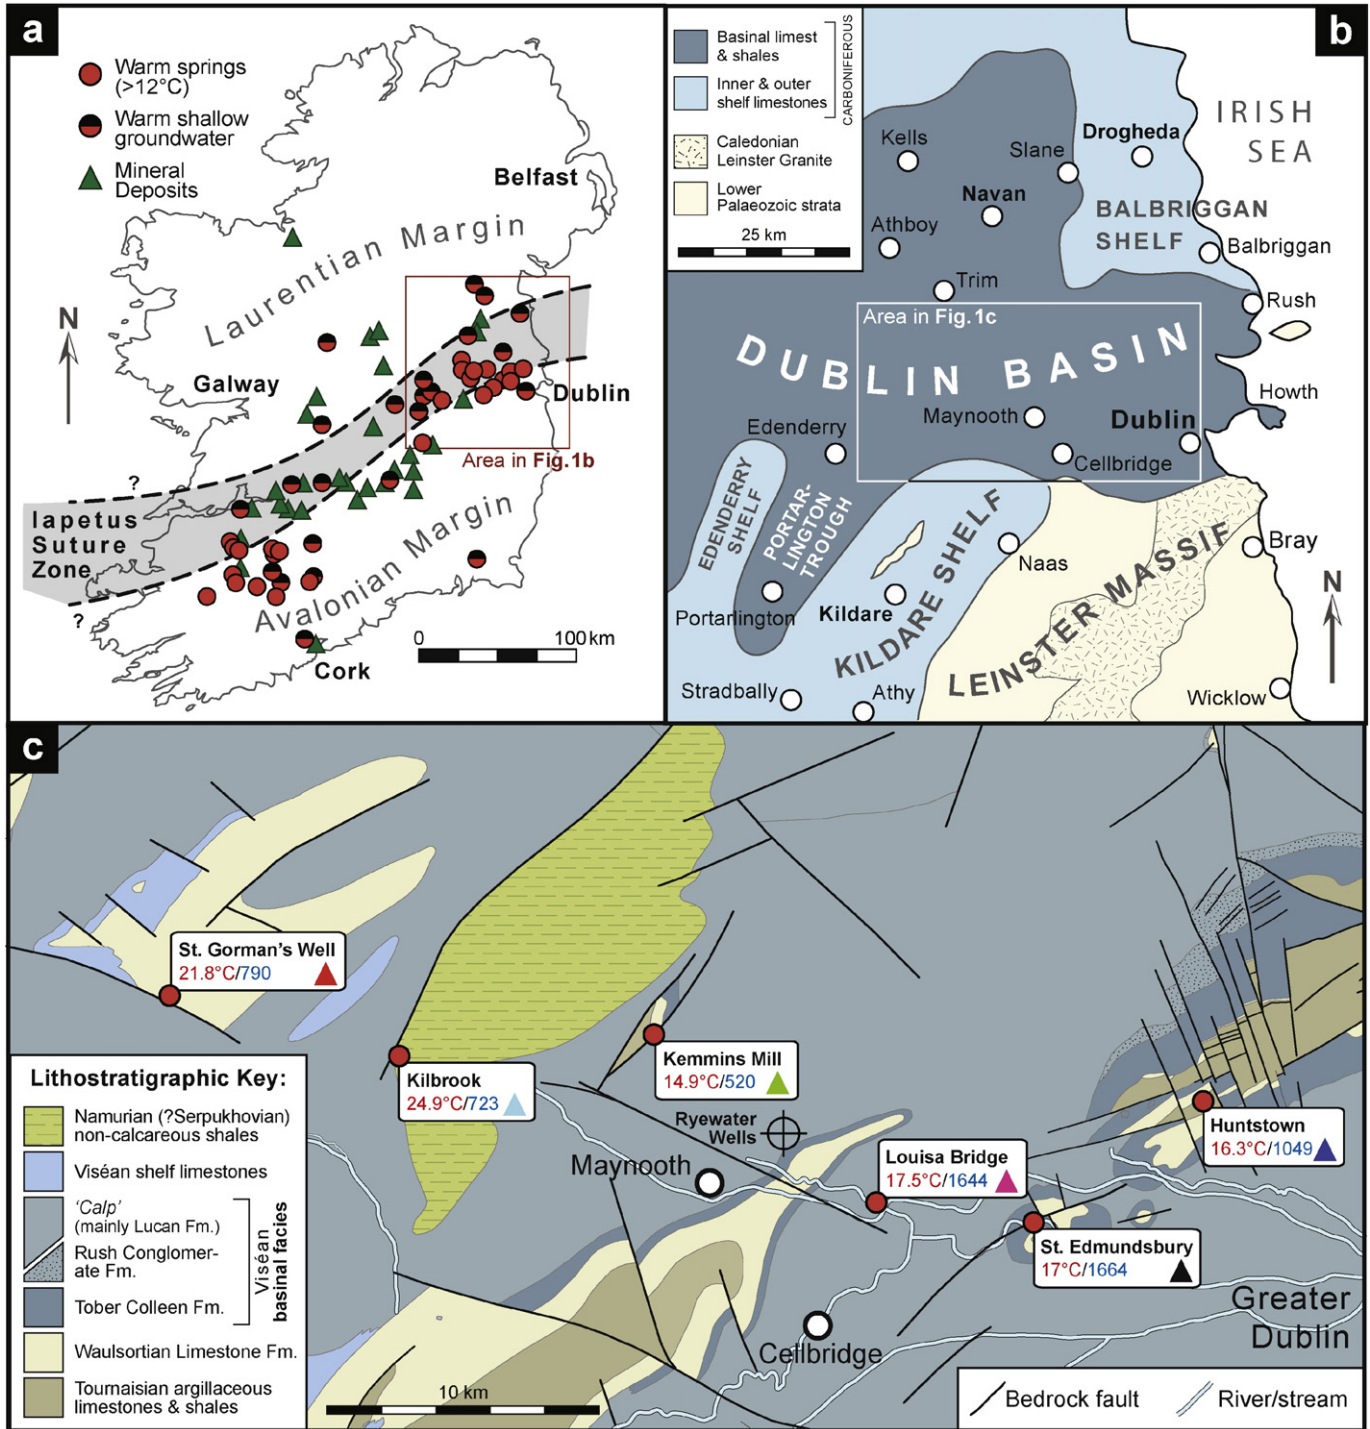 a
Warm springs
(>12°C)
Warm shallow
groundwater
Mineral
Deposits
N
Belfast
Laurentian Margin
Galway
Dublin
Area in Fig.1b
?
Iapetus
Suture
Zone
?
Avalonian Margin
0 100 km
Cork
b
Basinal limest
& shales
Inner & outer
shelf limestones
CARBONIFEROUS
Caledonian
Leinster Granite
Lower
Palaeozoic strata
25 km
IRISH
SEA
Kells
Slane
Drogheda
Navan
BALBRIGGAN
SHELF
Athboy
Balbriggan
Trim
Rush
Area in Fig.1c
DUBLIN BASIN
Howth
Maynooth
Dublin
Edenderry
Cellbridge
EDENDERRY
SHELF
PORTAR-
LINGTON
TROUGH
KILDARE SHELF
Naas
Bray
LEINSTER MASSIF
N
Portarlington
Kildare
Stradbally
Athy
Wicklow
c
St. Gorman's Well
21.8°C/790
Kilbrook
24.9°C/723
Kemmins Mill
14.9°C/520
Ryewater
Wells
Maynooth
Louisa Bridge
17.5°C/1644
Huntstown
16.3°C/1049
St. Edmundsbury
17°C/1664
Greater
Dublin
Cellbridge
10 km
Lithostratigraphic Key:
Namurian (?Serpukhovian)
non-calcareous shales
Viséan shelf limestones
'Calp'
(mainly Lucan Fm.)
Rush Conglomer-
ate Fm.
Tober Colleen Fm.
Viséan
basinal facies
Waulsortian Limestone Fm.
Tournaisian argillaceous
limestones & shales
Bedrock fault
River/stream